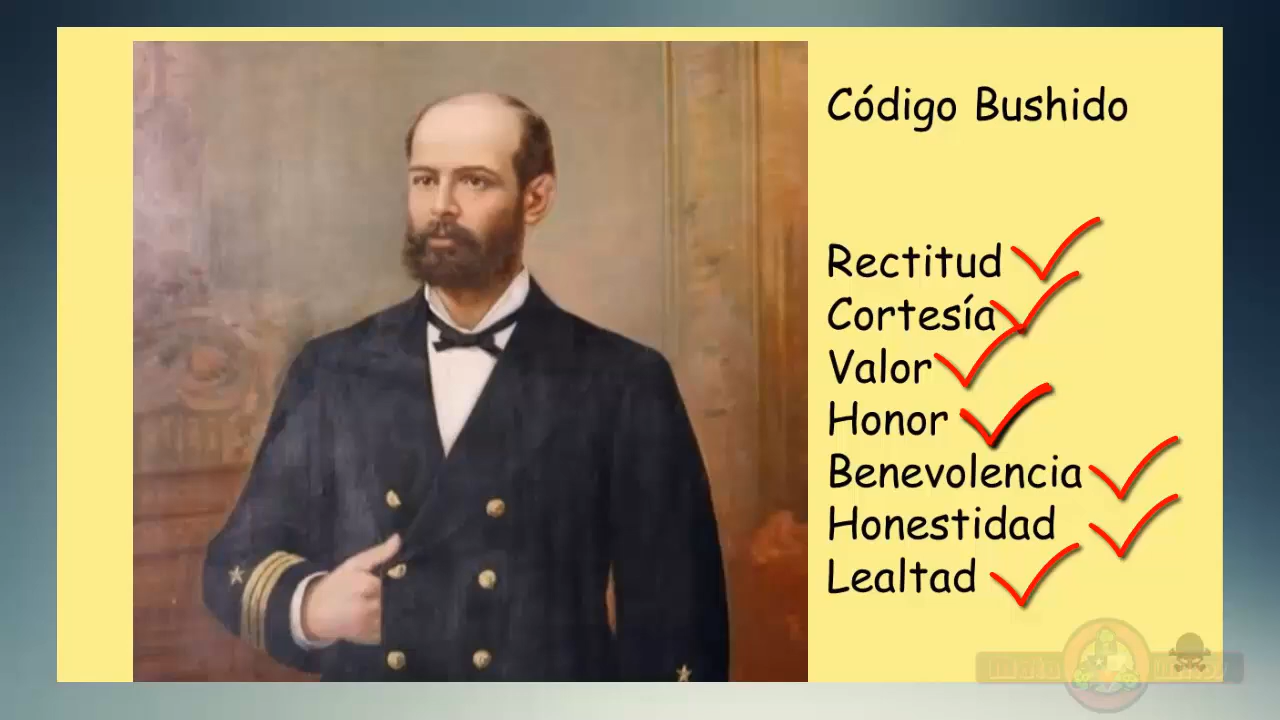 Código Bushido
Rectitud
Cortesía
Valor
Honor
Benevolencia
Honestidad
Lealtad